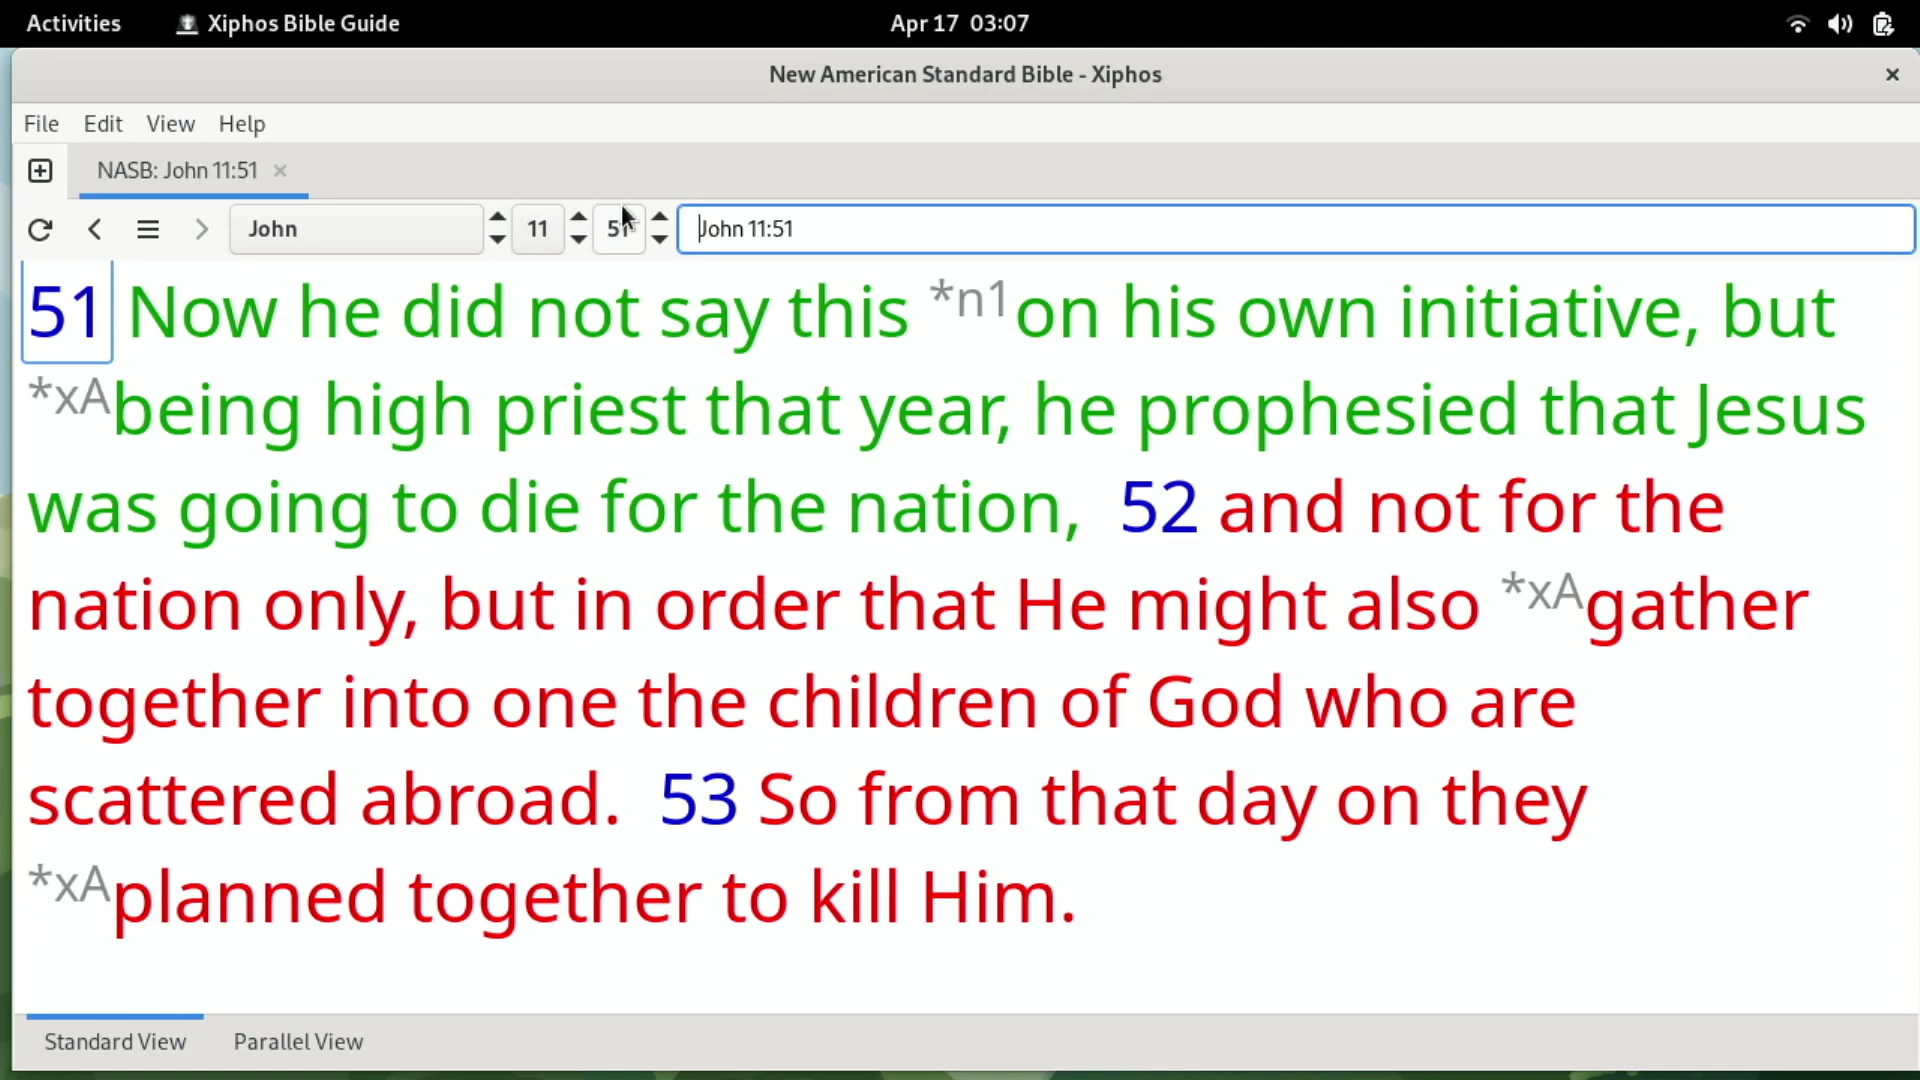 Activities Xiphos Bible Guide Apr 17 03:07
New American Standard Bible - Xiphos ×
File Edit View Help
NASB: John 11:51 ×
John 11 51 John 11:51
51 Now he did not say this *n1on his own initiative, but
*xAbeing high priest that year, he prophesied that Jesus
was going to die for the nation, 52 and not for the
nation only, but in order that He might also *xAgather
together into one the children of God who are
scattered abroad. 53 So from that day on they
*xAplanned together to kill Him.
Standard View Parallel View